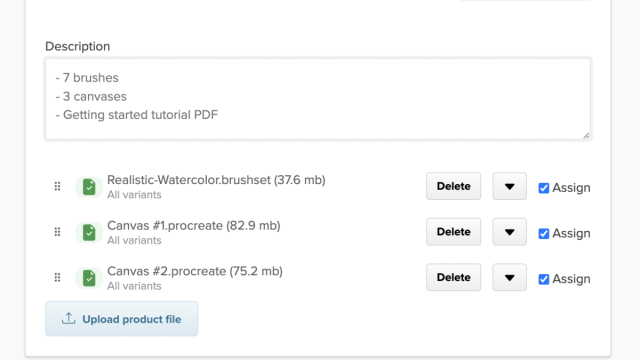 Description
- 7 brushes
- 3 canvases
- Getting started tutorial PDF
Realistic-Watercolor.brushset (37.6 mb)
All variants
Delete
Assign
Canvas #1.procreate (82.9 mb)
All variants
Delete
Assign
Canvas #2.procreate (75.2 mb)
All variants
Delete
Assign
Upload product file